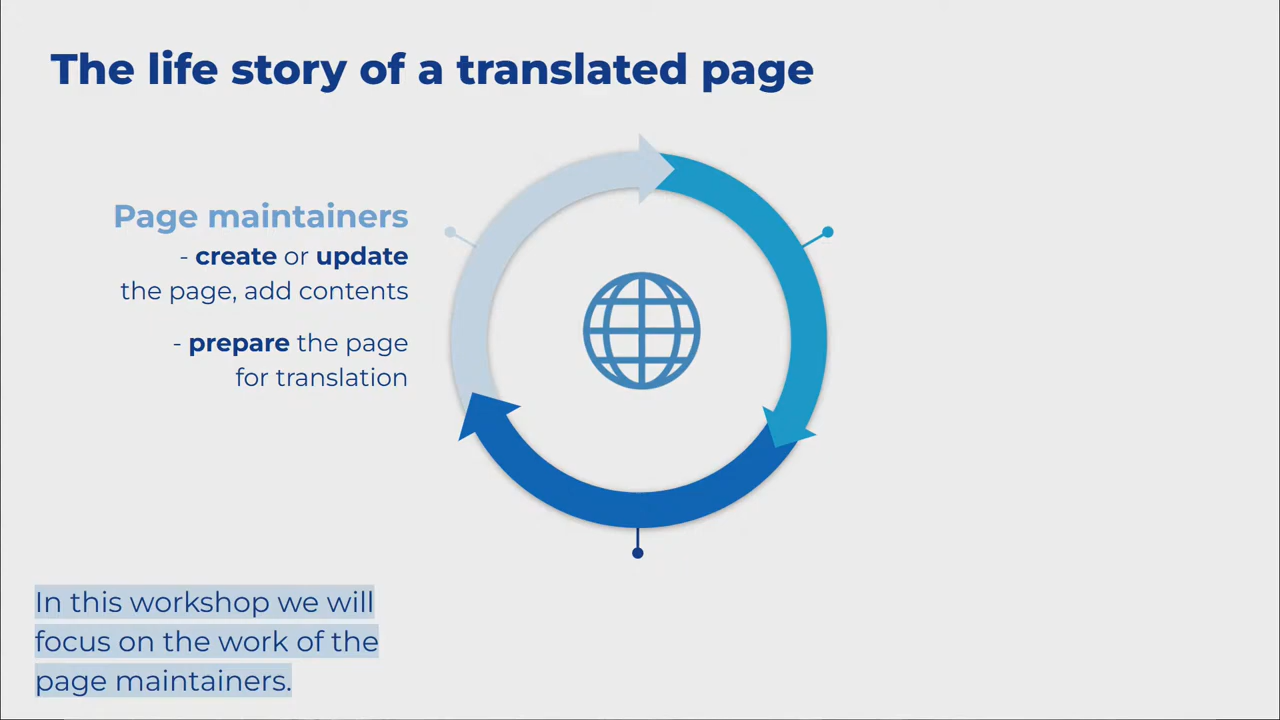 The life story of a translated page
Page maintainers
- create or update
the page, add contents
- prepare the page
for translation
In this workshop we will
focus on the work of the
page maintainers.